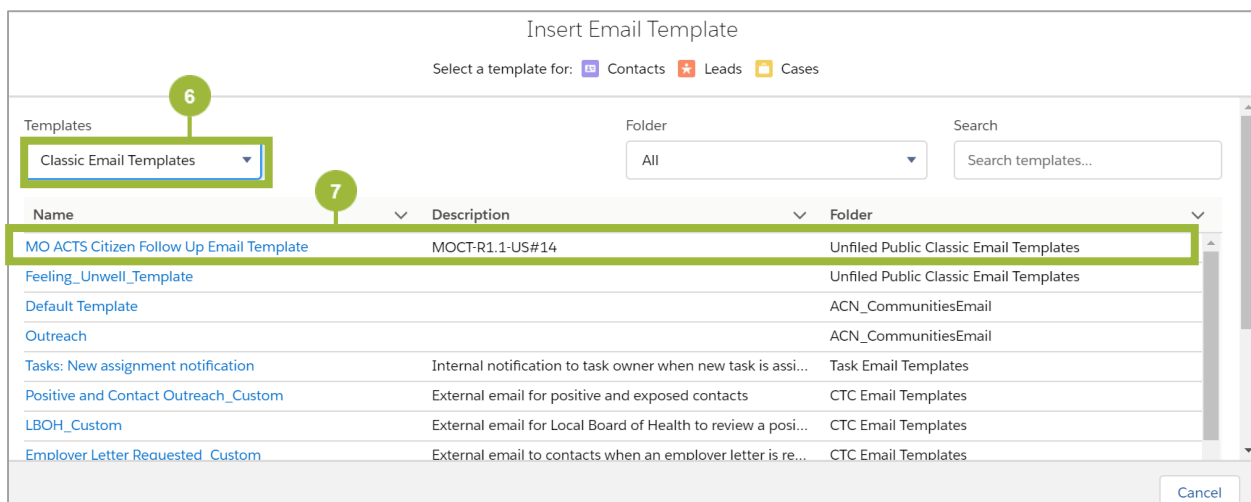 Insert Email Template
Select a template for: Contacts Leads Cases
6
Templates Folder Search
Classic Email Templates All Search templates...
7
Name Description Folder
MO ACTS Citizen Follow Up Email Template MOCT-R1.1-US#14 Unfiled Public Classic Email Templates
Feeling_Unwell_Template Unfiled Public Classic Email Templates
Default Template ACN_CommunitiesEmail
Outreach ACN_CommunitiesEmail
Tasks: New assignment notification Internal notification to task owner when new task is assi... Task Email Templates
Positive and Contact Outreach_Custom External email for positive and exposed contacts CTC Email Templates
LBOH_Custom External email for Local Board of Health to review a posi... CTC Email Templates
Employer Letter Requested_Custom External email to contacts when an employer letter is re... CTC Email Templates
Cancel